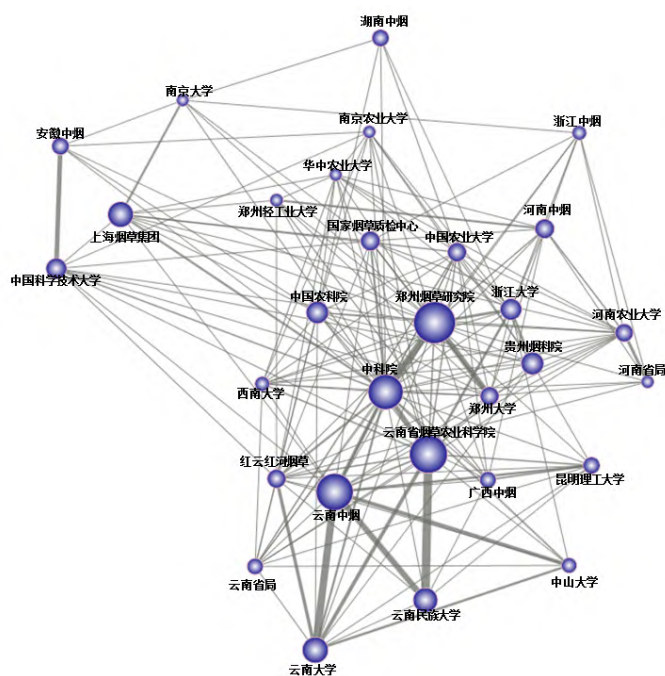 湖南中烟
南京大学
南京农业大学
浙江中烟
安徽中烟
华中农业大学
郑州轻工业大学
河南中烟
上海烟草集团
国家烟草质检中心
中国农业大学
中国科学技术大学
郑州烟草研究院
浙江大学
中国农科院
河南农业大学
贵州烟科院
中科院
河南省局
西南大学
郑州大学
云南省烟草农业科学院
红云红河烟草
昆明理工大学
广西中烟
云南中烟
云南省局
中山大学
云南民族大学
云南大学